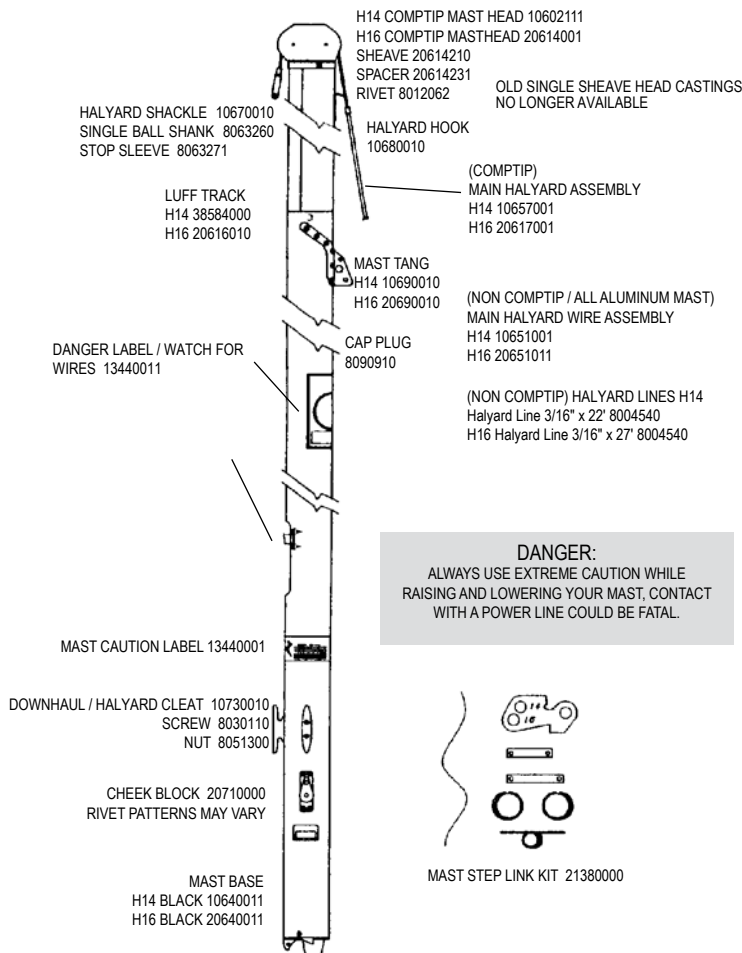 H14 COMPTIP MAST HEAD 10602111
H16 COMPTIP MASTHEAD 20614001
SHEAVE 20614210
SPACER 20614231
RIVET 8012062
OLD SINGLE SHEAVE HEAD CASTINGS
NO LONGER AVAILABLE
HALYARD SHACKLE 10670010
SINGLE BALL SHANK 8063260
STOP SLEEVE 8063271
HALYARD HOOK
10680010
(COMPTIP)
MAIN HALYARD ASSEMBLY
H14 10657001
H16 20617001
LUFF TRACK
H14 38584000
H16 20616010
MAST TANG
H14 10690010
H16 20690010
(NON COMPTIP / ALL ALUMINUM MAST)
MAIN HALYARD WIRE ASSEMBLY
H14 10651001
H16 20651011
DANGER LABEL / WATCH FOR
WIRES 13440011
CAP PLUG
8090910
(NON COMPTIP) HALYARD LINES H14
Halyard Line 3/16" x 22' 8004540
H16 Halyard Line 3/16" x 27' 8004540
DANGER:
ALWAYS USE EXTREME CAUTION WHILE
RAISING AND LOWERING YOUR MAST, CONTACT
WITH A POWER LINE COULD BE FATAL.
MAST CAUTION LABEL 13440001
DOWNHAUL / HALYARD CLEAT 10730010
SCREW 8030110
NUT 8051300
CHEEK BLOCK 20710000
RIVET PATTERNS MAY VARY
MAST BASE
H14 BLACK 10640011
H16 BLACK 20640011
14
16
MAST STEP LINK KIT 21380000